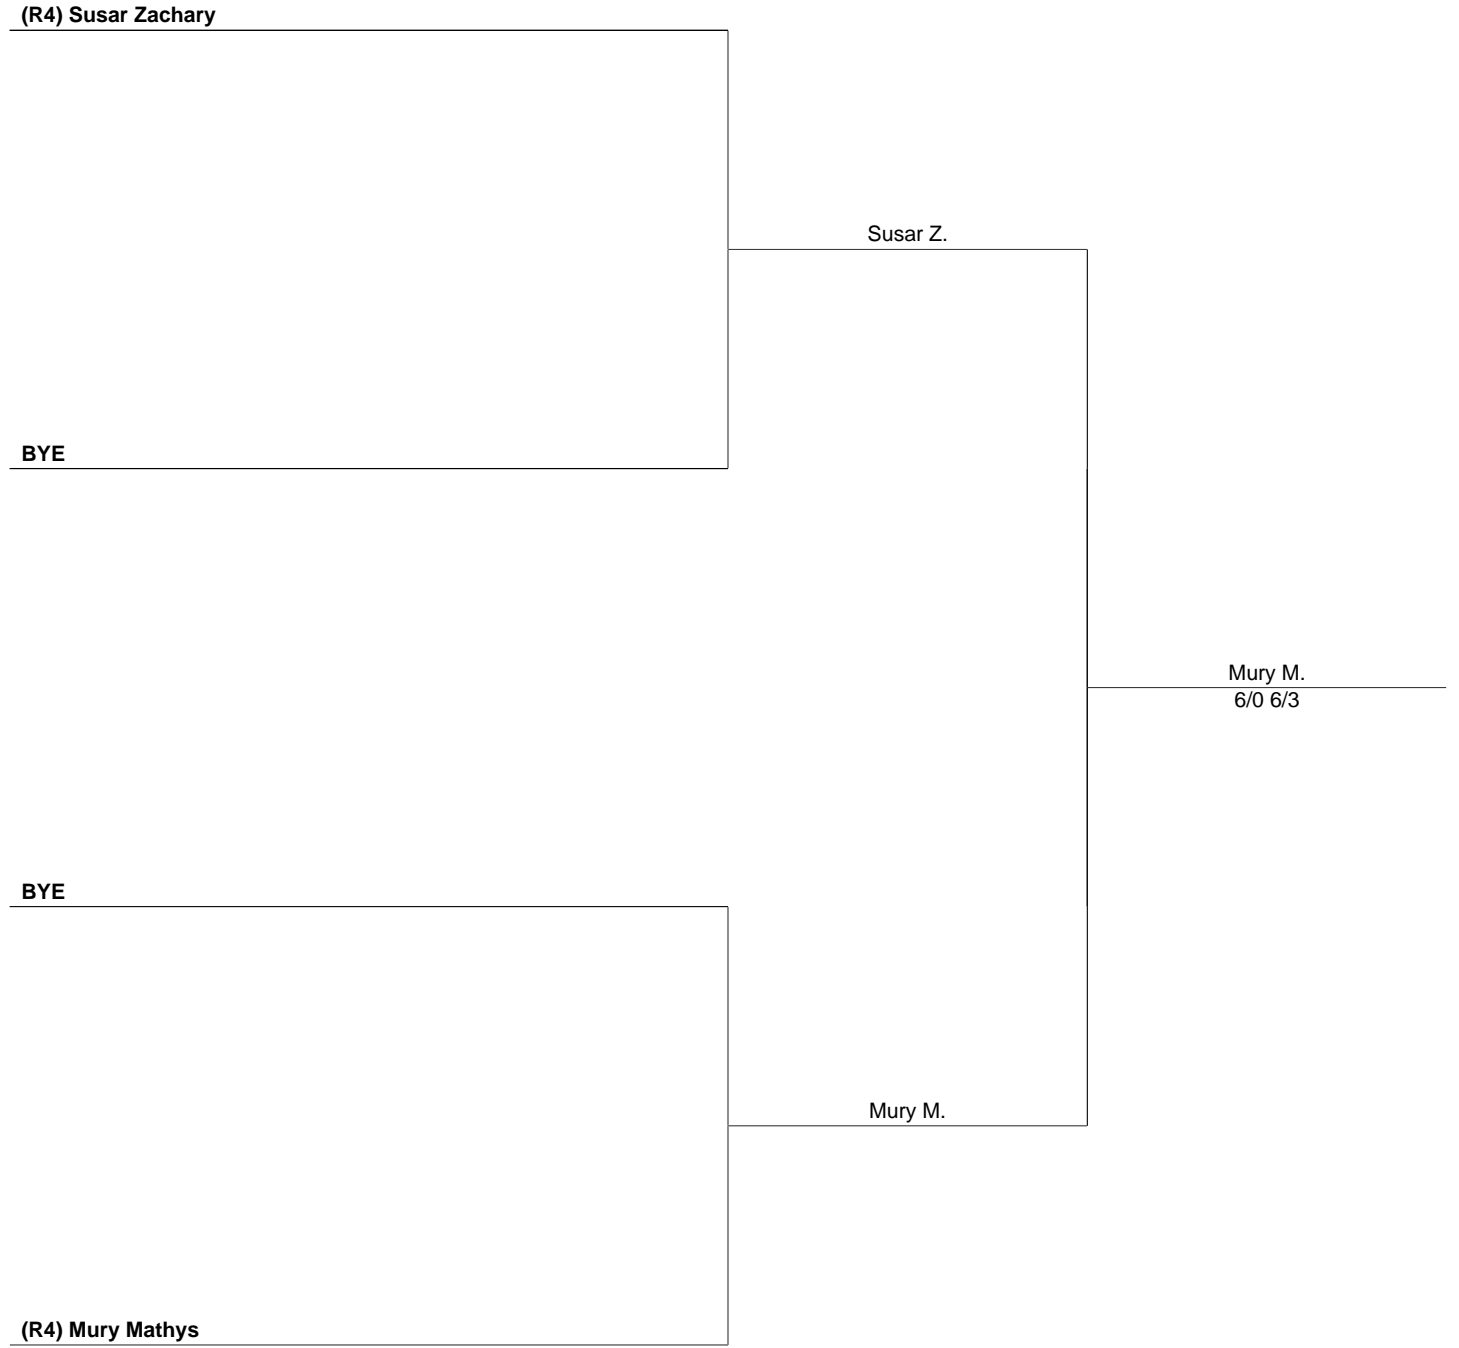 (R4) Susar Zachary
Susar Z.
BYE
Mury M.
6/0 6/3
BYE
Mury M.
(R4) Mury Mathys